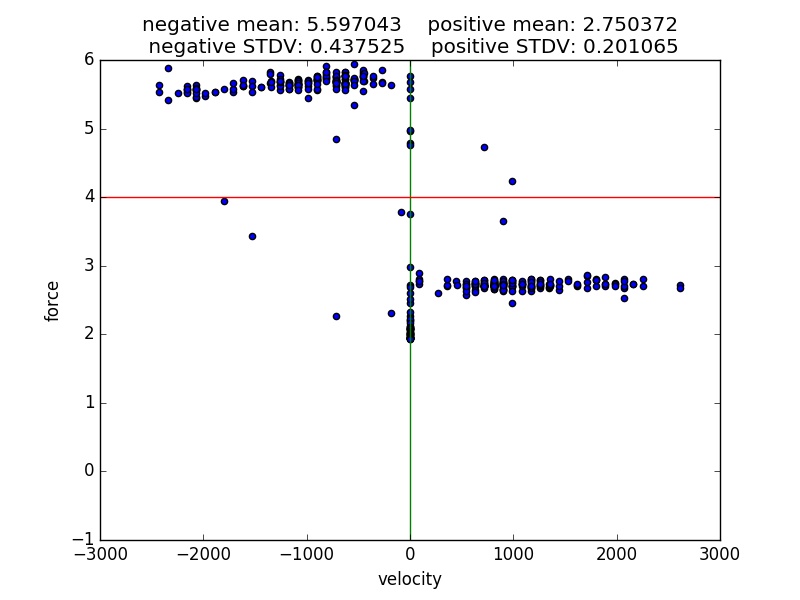 negative mean: 5.597043    positive mean: 2.750372
negative STDV: 0.437525    positive STDV: 0.201065
6
5
4
3
2
1
0
−1
force
−3000 −2000 −1000 0 1000 2000 3000
velocity